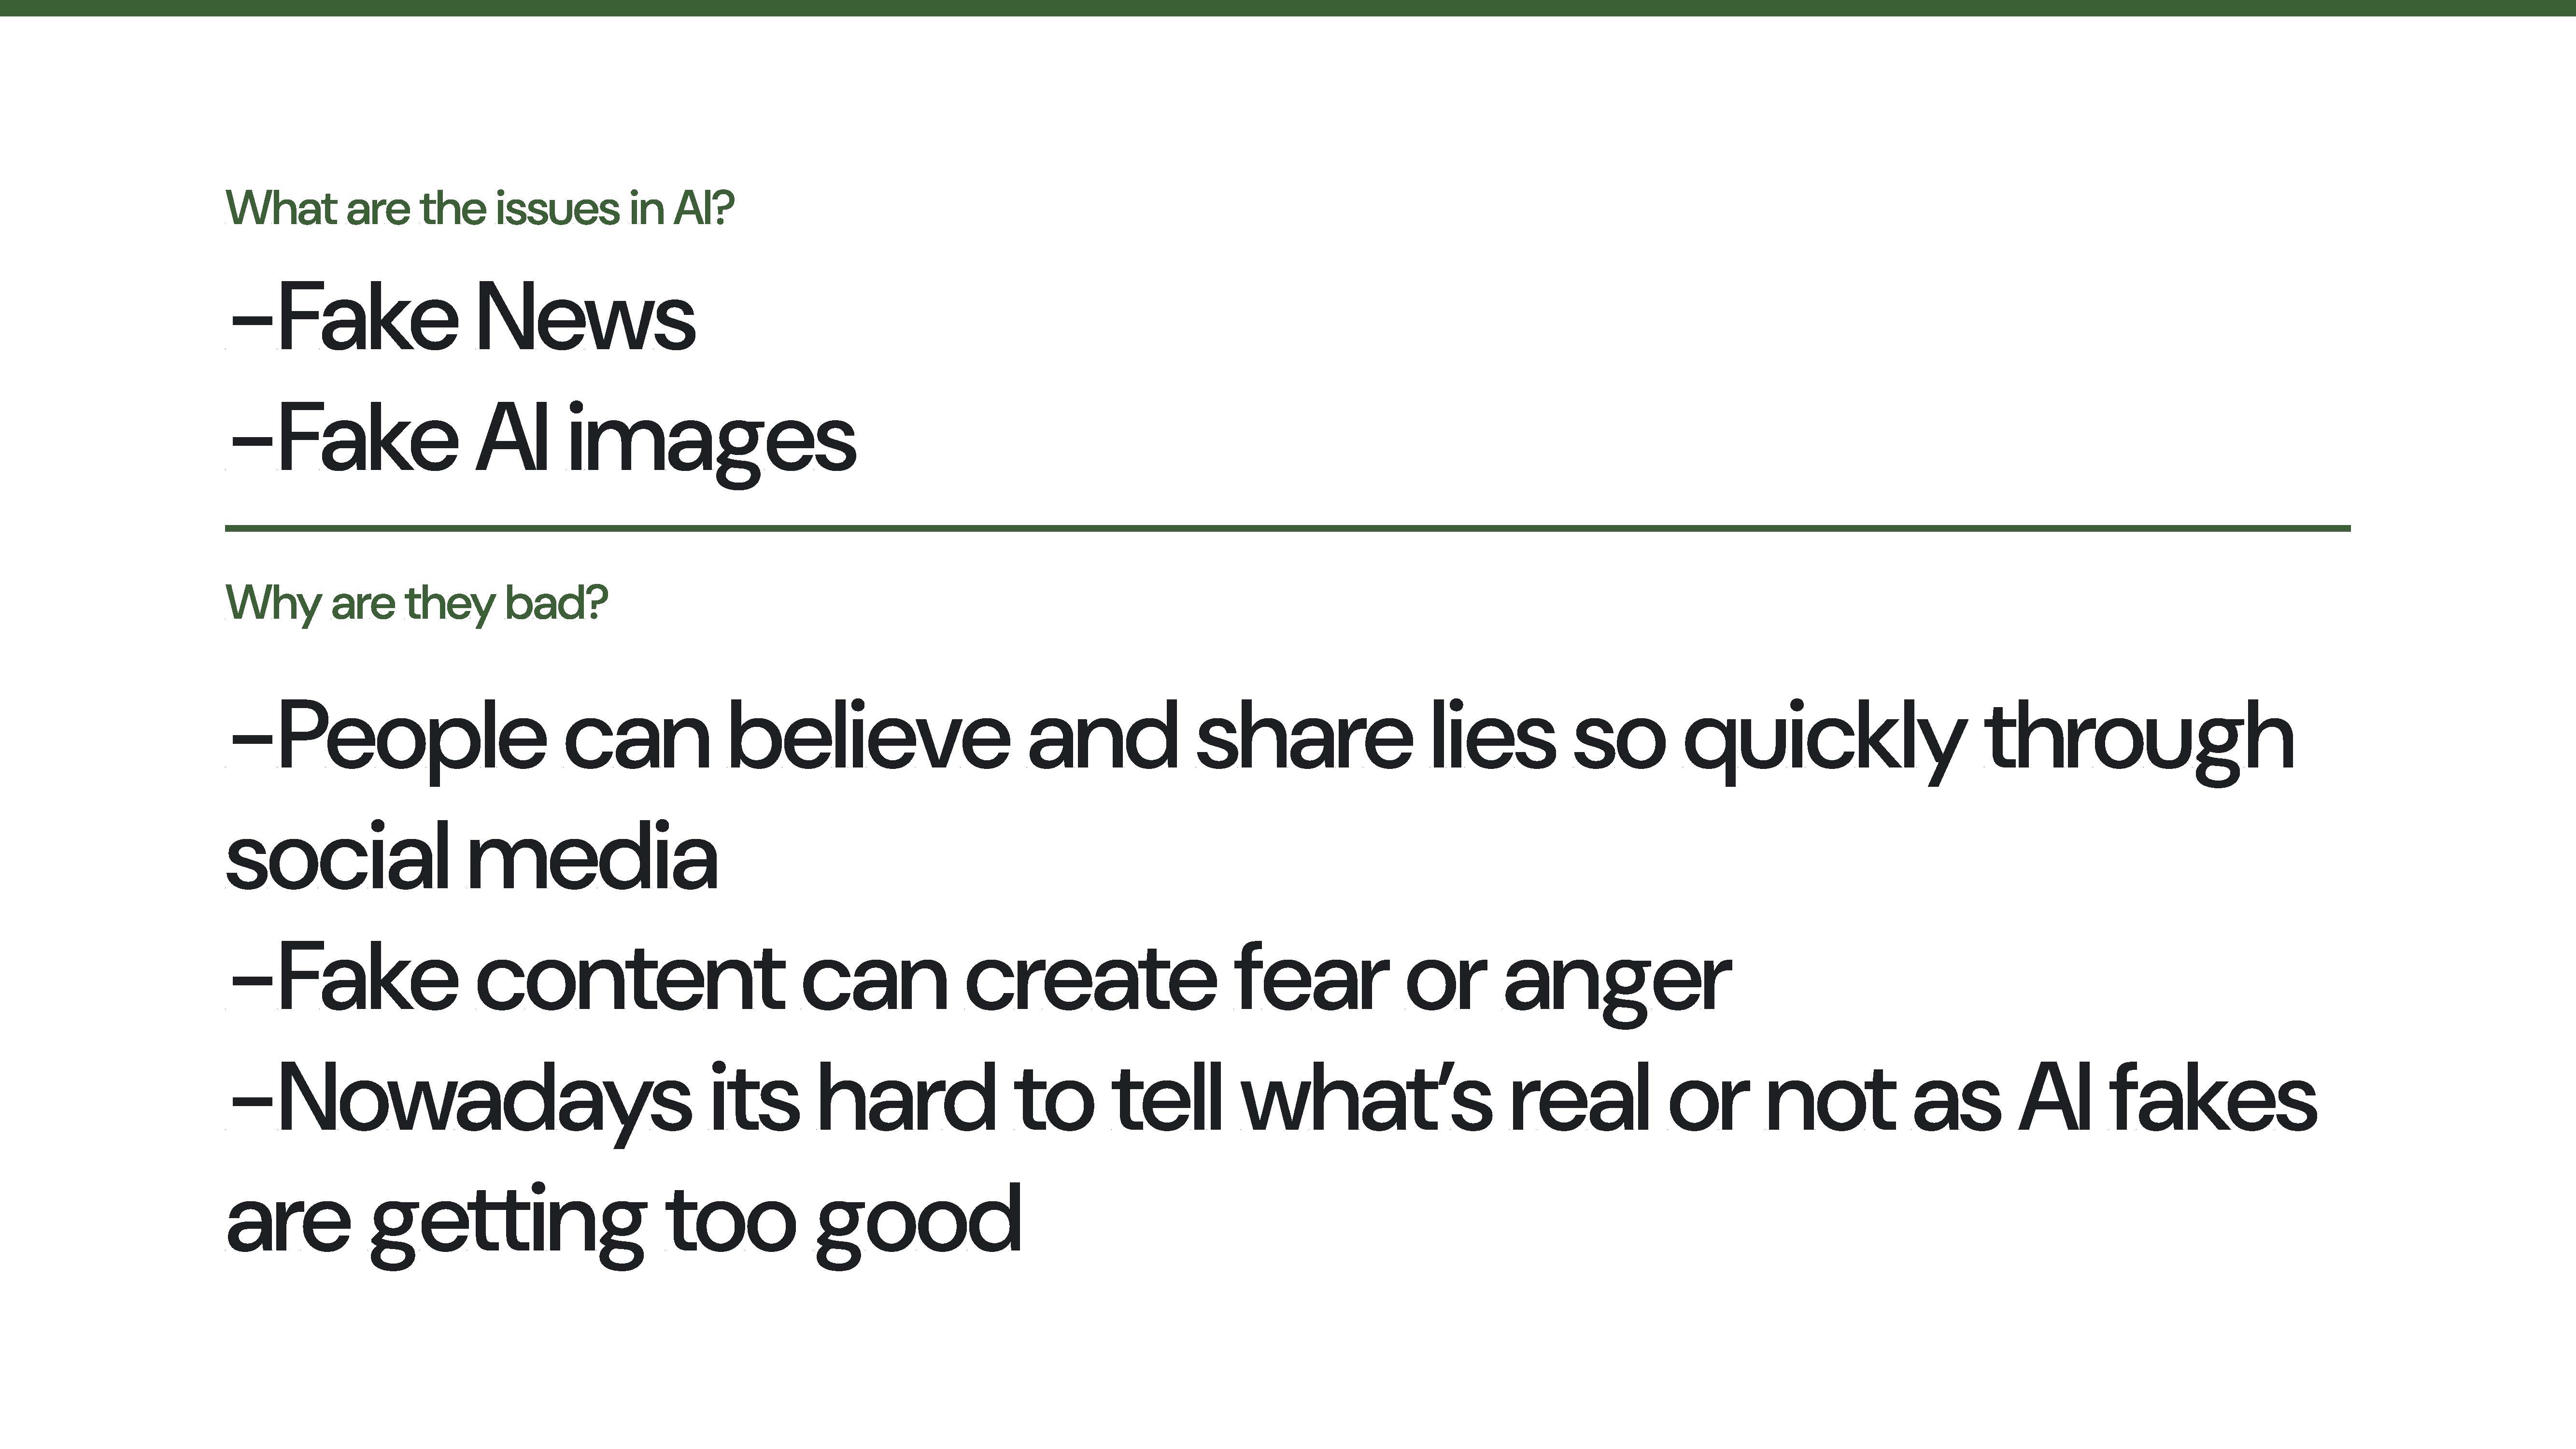 What are the issues in AI?
-Fake News
-Fake AI images
Why are they bad?
-People can believe and share lies so quickly through
social media
-Fake content can create fear or anger
-Nowadays its hard to tell what’s real or not as AI fakes
are getting too good